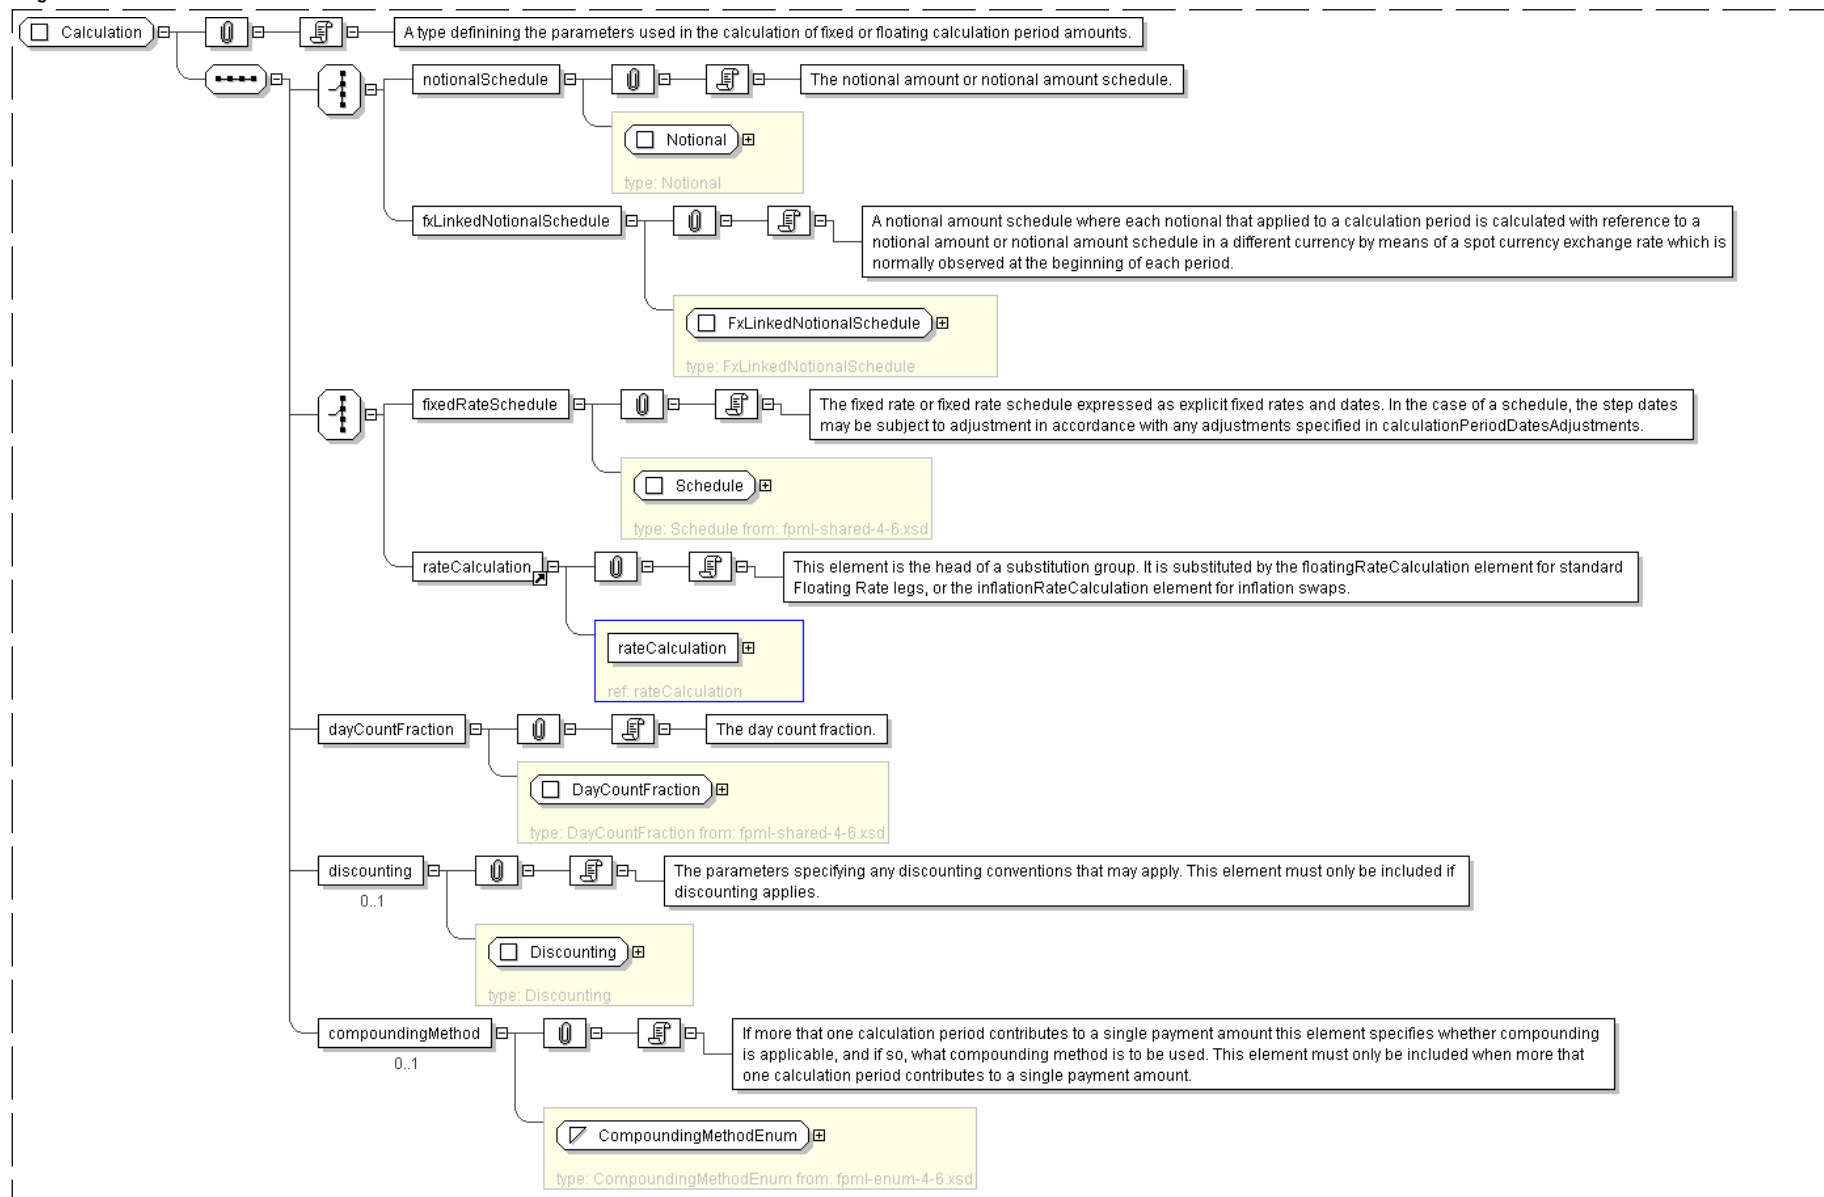 Calculation
A type definining the parameters used in the calculation of fixed or floating calculation period amounts.
notionalSchedule
The notional amount or notional amount schedule.
Notional
type: Notional
fxLinkedNotionalSchedule
A notional amount schedule where each notional that applied to a calculation period is calculated with reference to a
notional amount or notional amount schedule in a different currency by means of a spot currency exchange rate which is
normally observed at the beginning of each period.
FxLinkedNotionalSchedule
type: FxLinkedNotionalSchedule
fixedRateSchedule
The fixed rate or fixed rate schedule expressed as explicit fixed rates and dates. In the case of a schedule, the step dates
may be subject to adjustment in accordance with any adjustments specified in calculationPeriodDatesAdjustments.
Schedule
type: Schedule from: fpml-shared-4-6.xsd
rateCalculation
This element is the head of a substitution group. It is substituted by the floatingRateCalculation element for standard
Floating Rate legs, or the inflationRateCalculation element for inflation swaps.
rateCalculation
ref: rateCalculation
dayCountFraction
The day count fraction.
DayCountFraction
type: DayCountFraction from: fpml-shared-4-6.xsd
discounting
0..1
The parameters specifying any discounting conventions that may apply. This element must only be included if
discounting applies.
Discounting
type: Discounting
compoundingMethod
0..1
If more that one calculation period contributes to a single payment amount this element specifies whether compounding
is applicable, and if so, what compounding method is to be used. This element must only be included when more that
one calculation period contributes to a single payment amount.
CompoundingMethodEnum
type: CompoundingMethodEnum from: fpml-enum-4-6.xsd